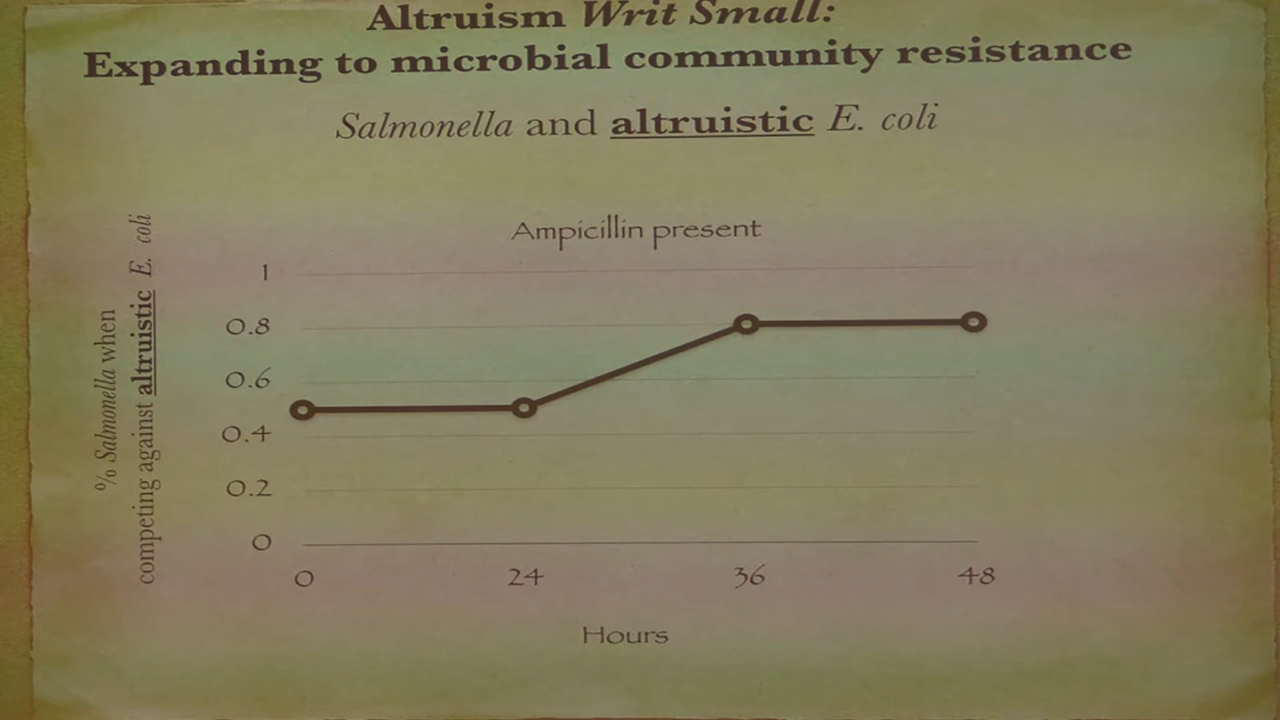 Altruism Writ Small:
Expanding to microbial community resistance
Salmonella and altruistic E. coli
Ampicillin present
% Salmonella when
competing against altruistic E. coli
1
0.8
0.6
0.4
0.2
0
0 24 36 48
Hours